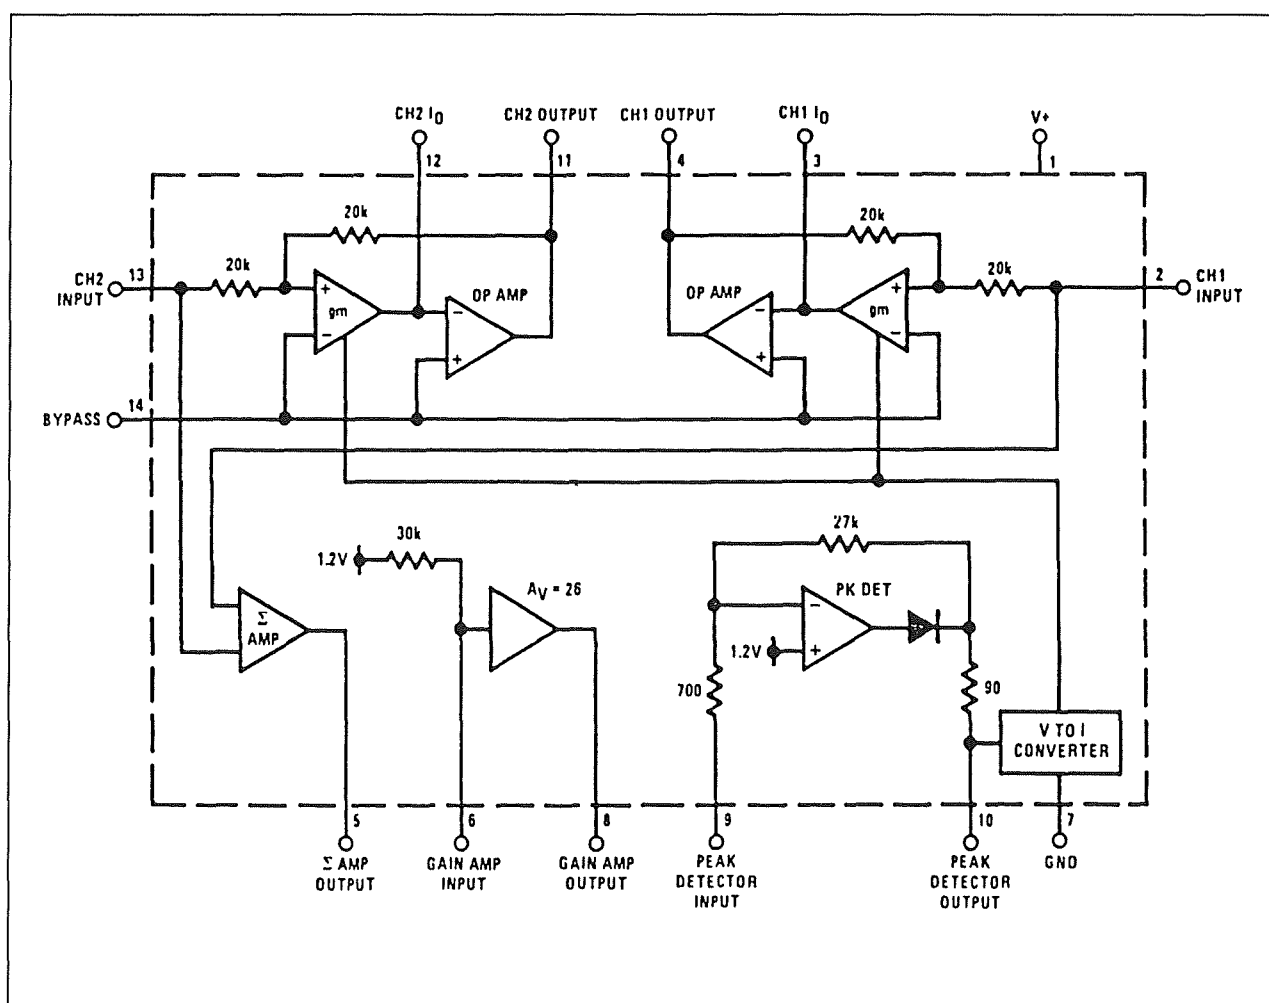 CH2 I0
CH2 OUTPUT
CH1 OUTPUT
CH1 I0
V+
12
11
4
3
1
20k
20k
CH2
INPUT
13
20k
+
gm
−
OP AMP
−
+
OP AMP
−
+
+
gm
−
20k
2
CH1
INPUT
BYPASS
14
1.2V
30k
AV = 26
Σ
AMP
27k
PK DET
−
+
1.2V
700
90
V TO I
CONVERTER
5
6
8
9
10
7
Σ AMP
OUTPUT
GAIN AMP
INPUT
GAIN AMP
OUTPUT
PEAK
DETECTOR
INPUT
PEAK
DETECTOR
OUTPUT
GND